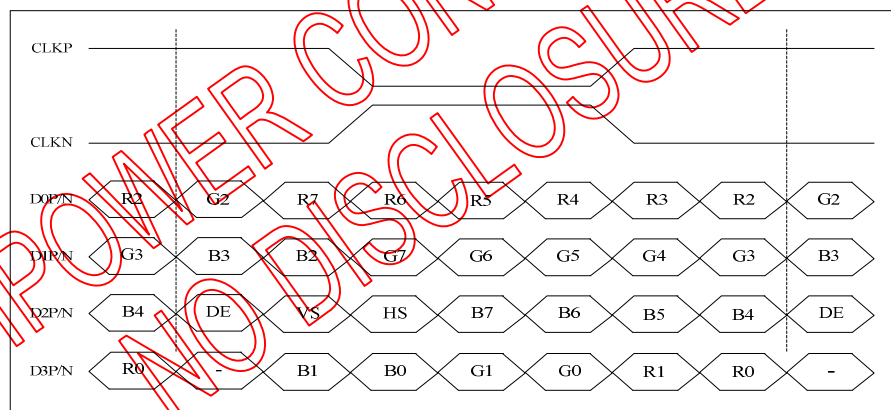 CLKP
CLKN
D0P/N R2 G2 R7 R6 R5 R4 R3 R2 G2
D1P/N G3 B3 B2 G7 G6 G5 G4 G3 B3
D2P/N B4 DE VS HS B7 B6 B5 B4 DE
D3P/N R0 - B1 B0 G1 G0 R1 R0 -
POWER CON
NO DISCLOSURE